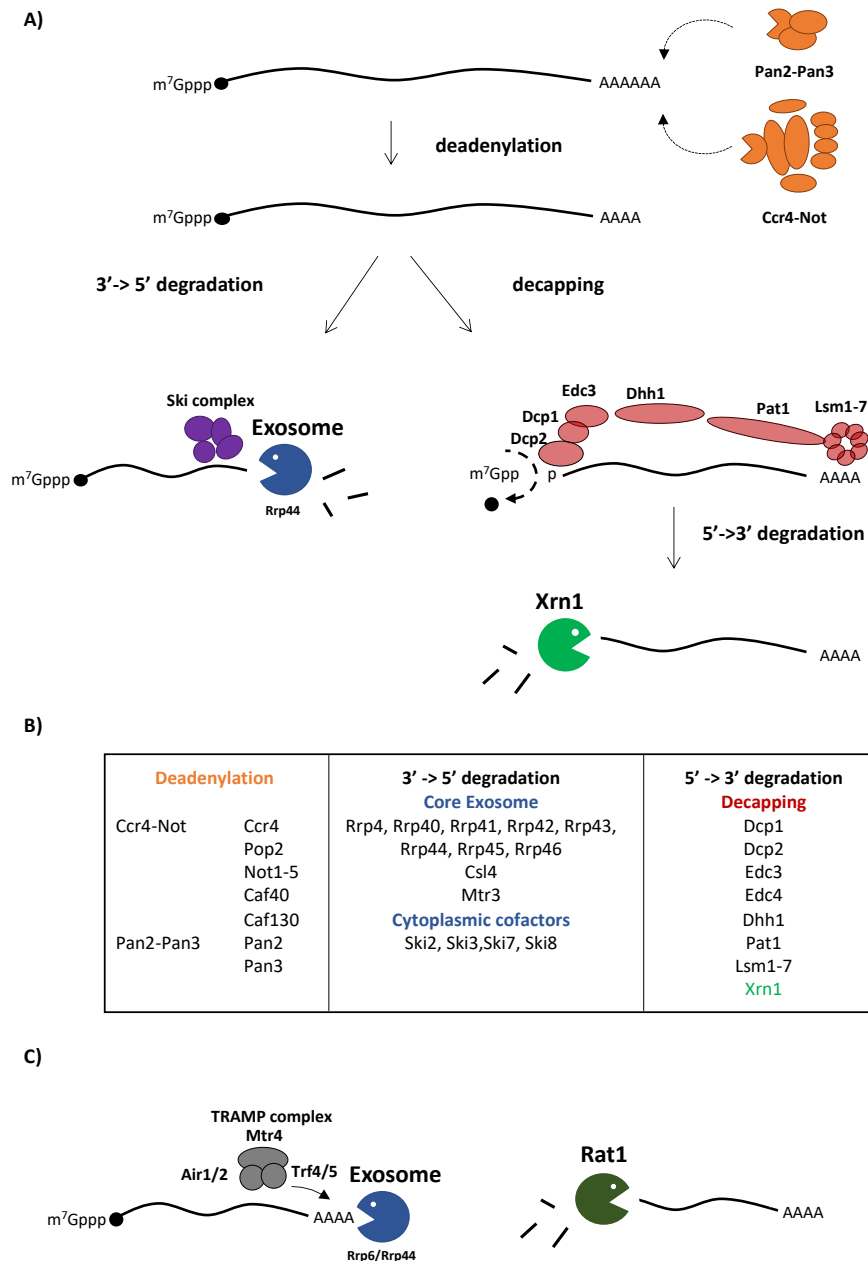 A)
m⁷Gppp
AAAAAA
Pan2-Pan3
deadenylation
Ccr4-Not
m⁷Gppp
AAAA
3’-> 5’ degradation
decapping
Ski complex
Exosome
m⁷Gppp
Rrp44
Edc3
Dhh1
Dcp1
Pat1
Lsm1-7
Dcp2
m⁷Gpp
p
AAAA
5’->3’ degradation
Xrn1
AAAA
B)
Deadenylation 3’ -> 5’ degradation 5’ -> 3’ degradation
Core Exosome Decapping
Ccr4-Not Ccr4 Rrp4, Rrp40, Rrp41, Rrp42, Rrp43, Dcp1
Pop2 Rrp44, Rrp45, Rrp46 Dcp2
Not1-5 Csl4 Edc3
Caf40 Mtr3 Edc4
Caf130 Cytoplasmic cofactors Dhh1
Pan2-Pan3 Pan2 Ski2, Ski3,Ski7, Ski8 Pat1
Pan3 Lsm1-7
Xrn1
C)
TRAMP complex
Mtr4
Air1/2
Trf4/5
Exosome
m⁷Gppp
AAAA
Rrp6/Rrp44
Rat1
AAAA